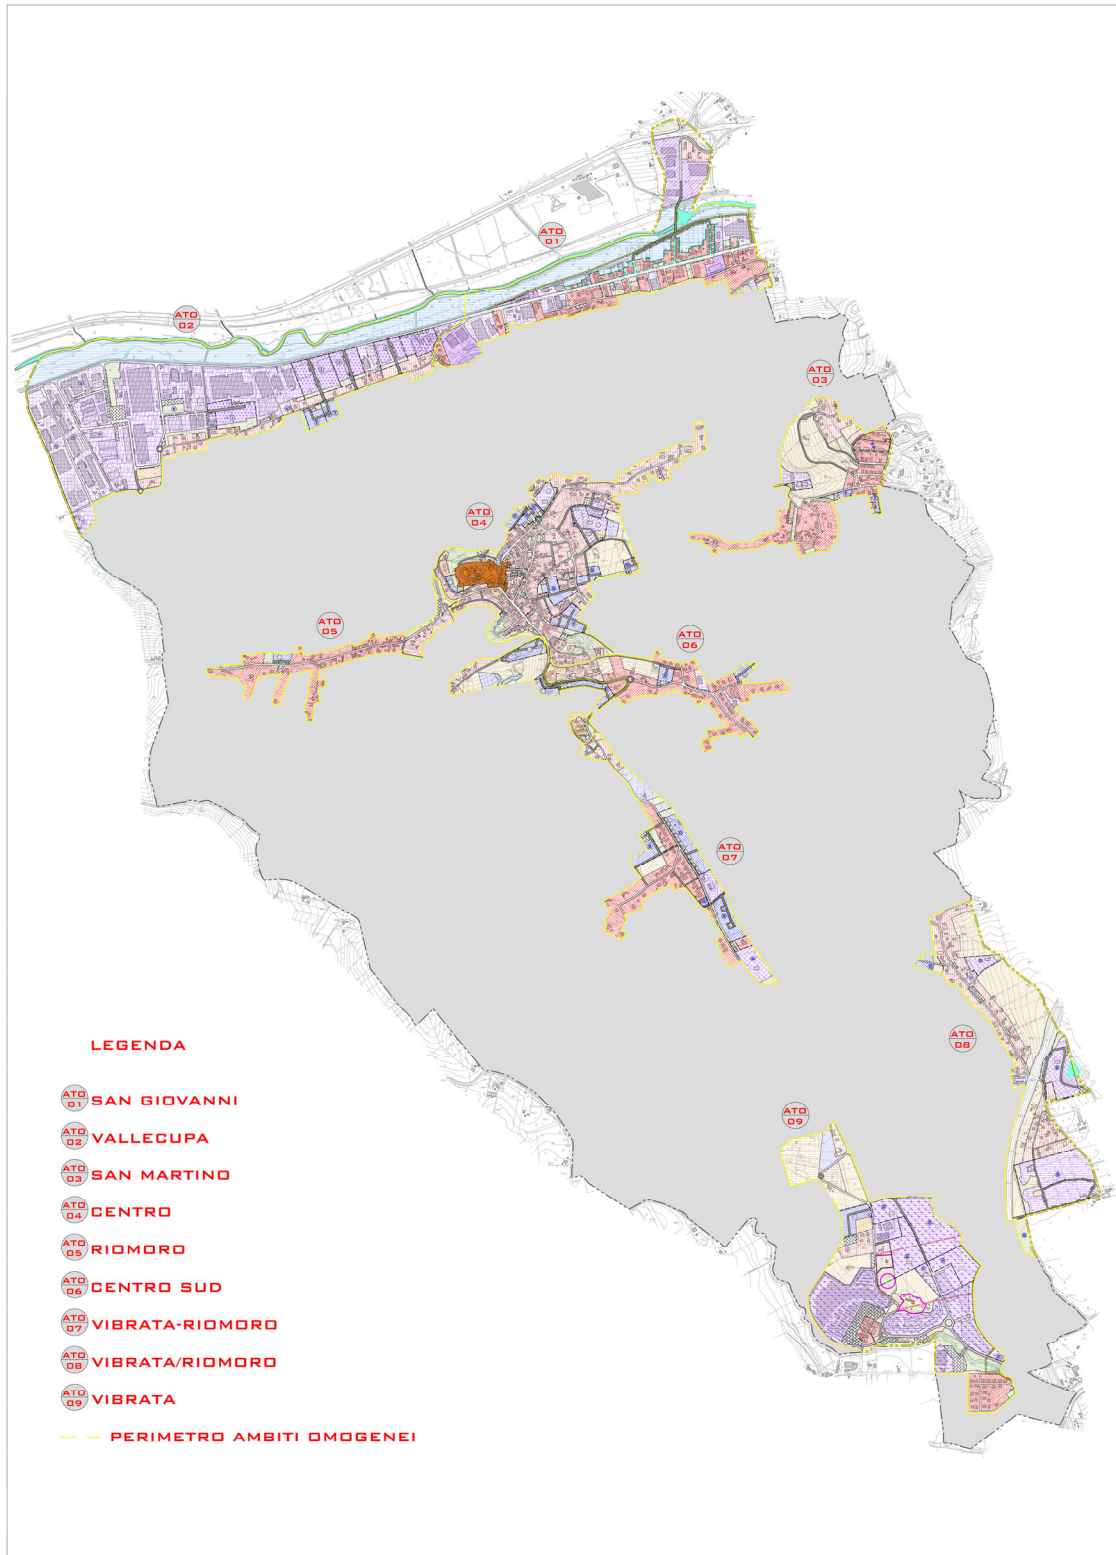 ATO
01
ATO
02
ATO
03
ATO
04
ATO
05
ATO
06
ATO
07
ATO
08
ATO
09
LEGENDA
ATO
01 SAN GIOVANNI
ATO
02 VALLECUPA
ATO
03 SAN MARTINO
ATO
04 CENTRO
ATO
05 RIOMORO
ATO
06 CENTRO SUD
ATO
07 VIBRATA-RIOMORO
ATO
08 VIBRATA/RIOMORO
ATO
09 VIBRATA
PERIMETRO AMBITI OMOGENEI